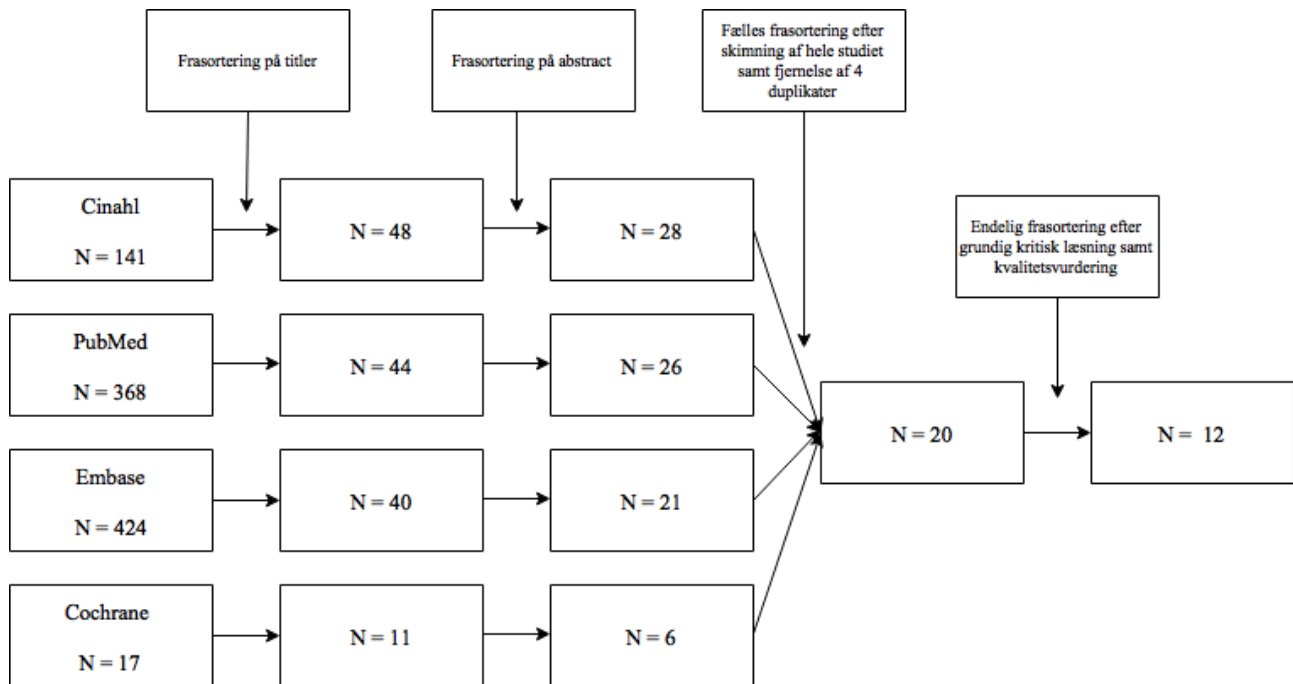 Frasortering på titler
Frasortering på abstract
Fælles frasortering efter
skimning af hele studiet
samt fjernelse af 4
duplikater
Cinahl
N = 141
N = 48
N = 28
Endelig frasortering efter
grundig kritisk læsning samt
kvalitetsvurdering
PubMed
N = 368
N = 44
N = 26
N = 20
N = 12
Embase
N = 424
N = 40
N = 21
Cochrane
N = 17
N = 11
N = 6